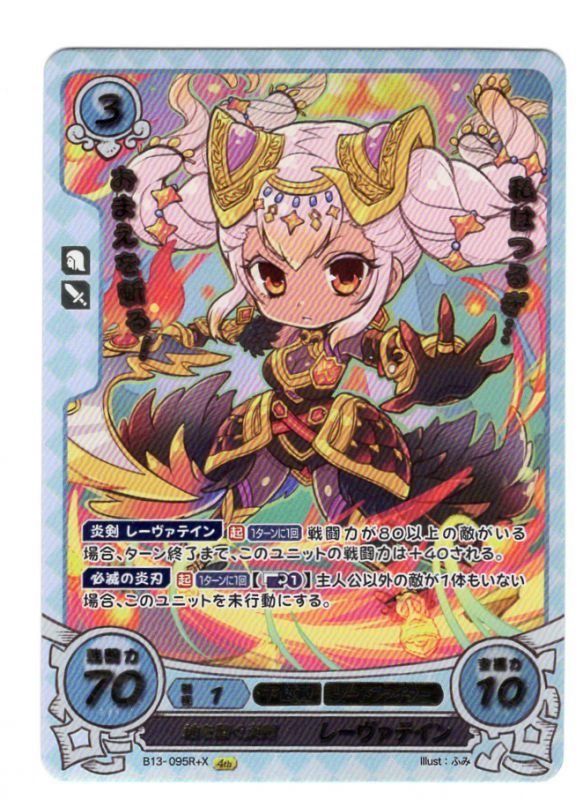 3
私はつるぎ…
おまえを斬る!
炎剣 レーヴァテイン 起 1ターンに1回 戦闘力が80以上の敵がいる
場合、ターン終了まで、このユニットの戦闘力は+40される。
必滅の炎刃 起 1ターンに1回 【1】主人公以外の敵が1体もいない
場合、このユニットを未行動にする。
戦闘力
70
1
支援力
10
レーヴァテイン
B13-095R+X 4th
Illust:ふみ